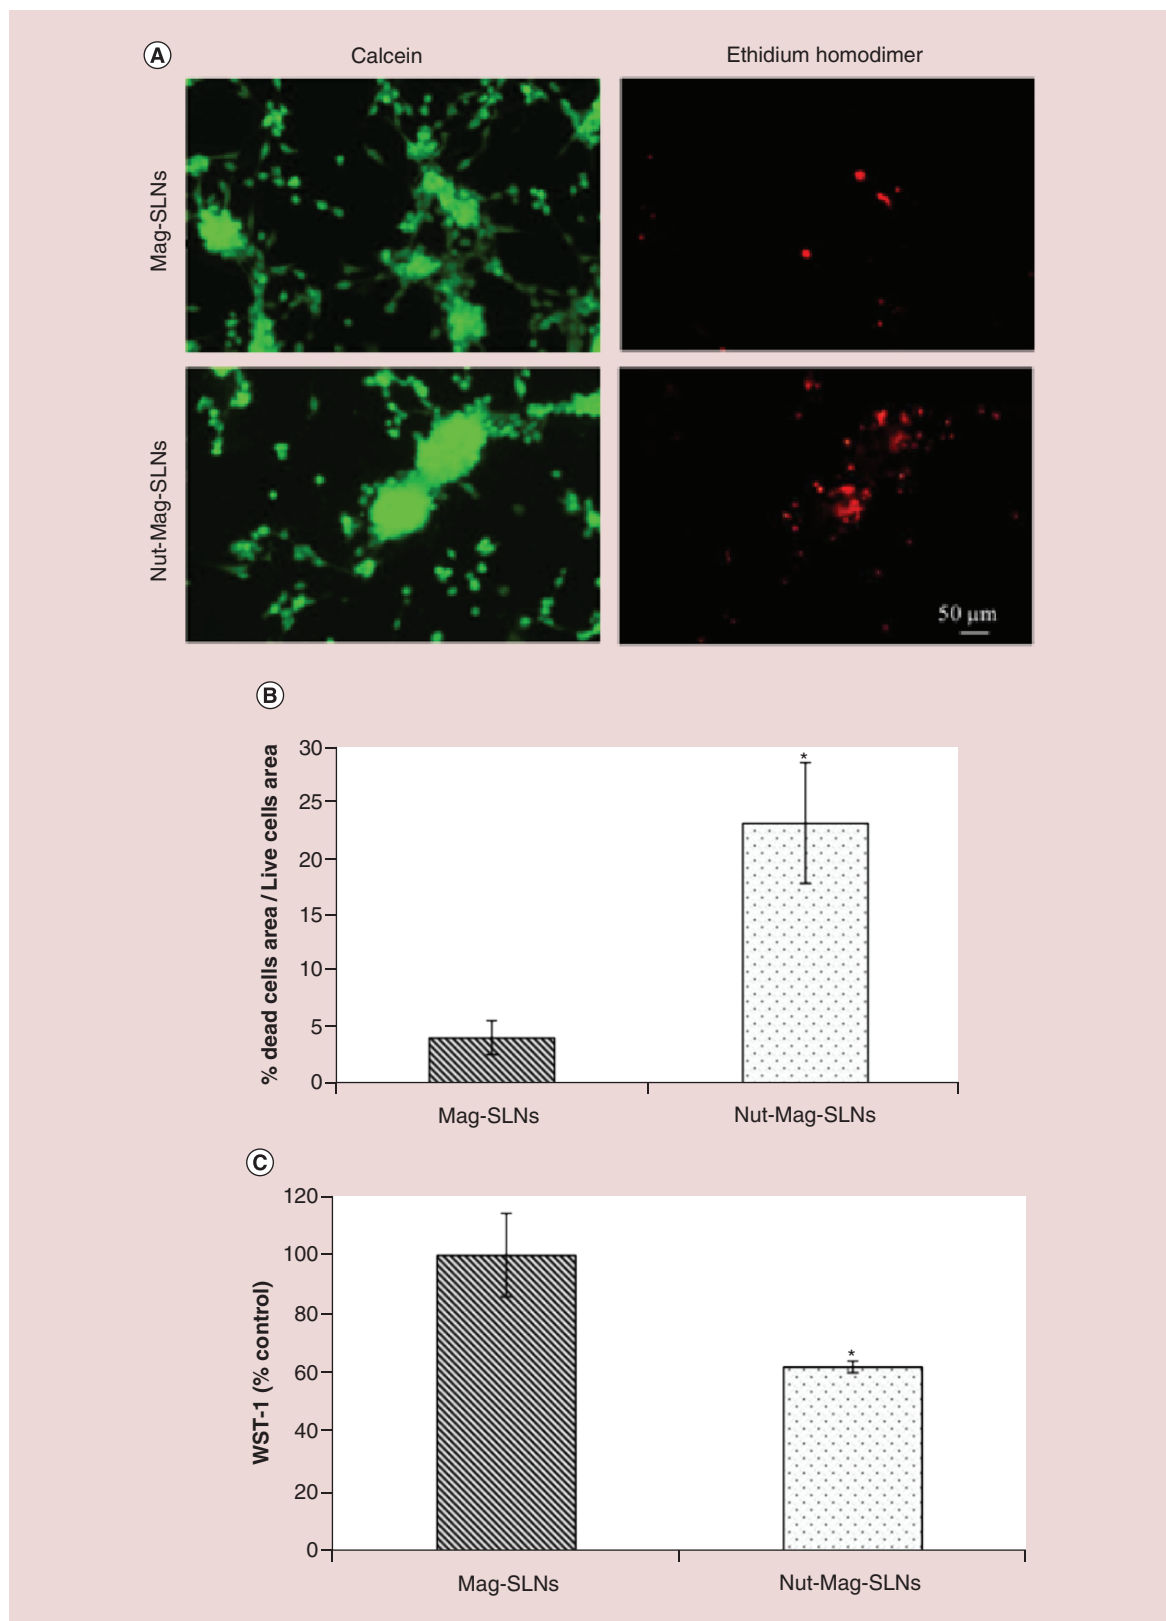 A
Calcein
Ethidium homodimer
Mag-SLNs
Nut-Mag-SLNs
50 µm
B
% dead cells area / Live cells area
30
25
20
15
10
5
0
*
Mag-SLNs
Nut-Mag-SLNs
C
WST-1 (% control)
120
100
80
60
40
20
0
*
Mag-SLNs
Nut-Mag-SLNs